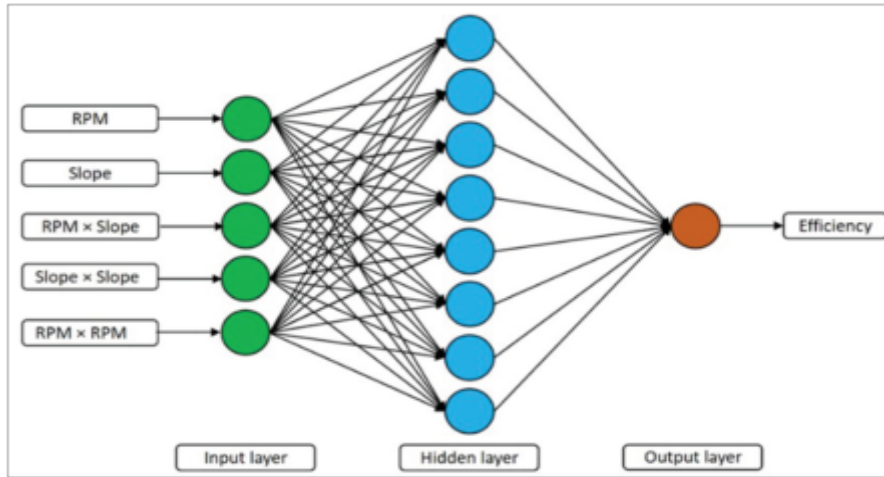 RPM
Slope
RPM × Slope
Slope × Slope
RPM × RPM
Efficiency
Input layer
Hidden layer
Output layer